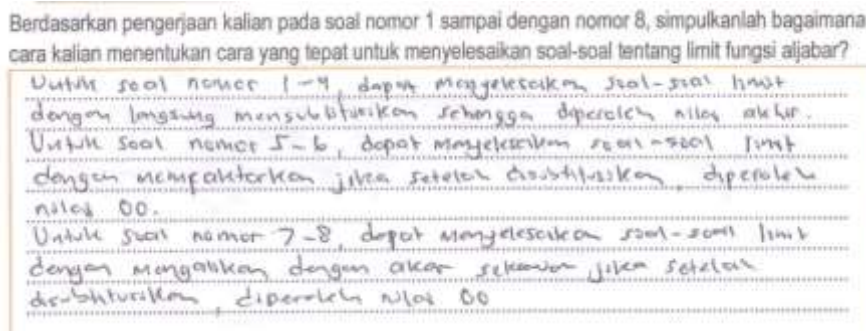 Berdasarkan pengerjaan kalian pada soal nomor 1 sampai dengan nomor 8, simpulkanlah bagaimana
cara kalian menentukan cara yang tepat untuk menyelesaikan soal-soal tentang limit fungsi aljabar?
Untuk soal nomor 1-4, dapat menyelesaikan soal-soal limit
dengan langsung mensubtitusikan sehingga diperoleh nilai akhir.
Untuk soal nomor 5-6, dapat menyelesaikan soal-soal limit
dengan memfaktorkan jika setelah disubtitusikan, diperoleh
nilai 00.
Untuk soal nomor 7-8, dapat menyelesaikan soal-soal limit
dengan mengalikan dengan akar sekawan jika setelah
disubtitusikan, diperoleh nilai 00